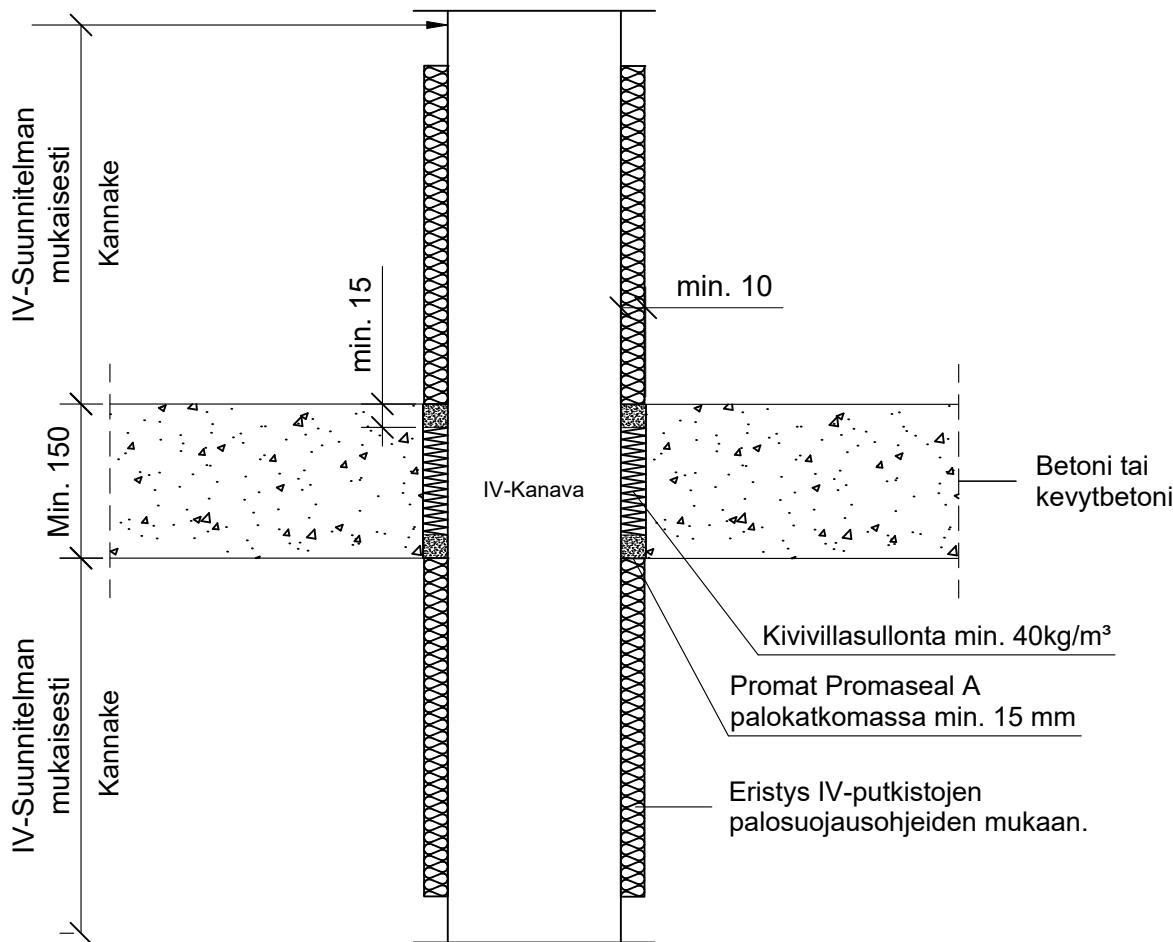 IV-Suunnitelman
mukaisesti
Kannake
min. 15
min. 10
Min. 150
IV-Kanava
Betoni tai
kevytbetoni
Kivivillasullonta min. 40kg/m³
Promat Promaseal A
palokatkomassa min. 15 mm
IV-Suunnitelman
mukaisesti
Kannake
Eristys IV-putkistojen
palosuojausohjeiden mukaan.